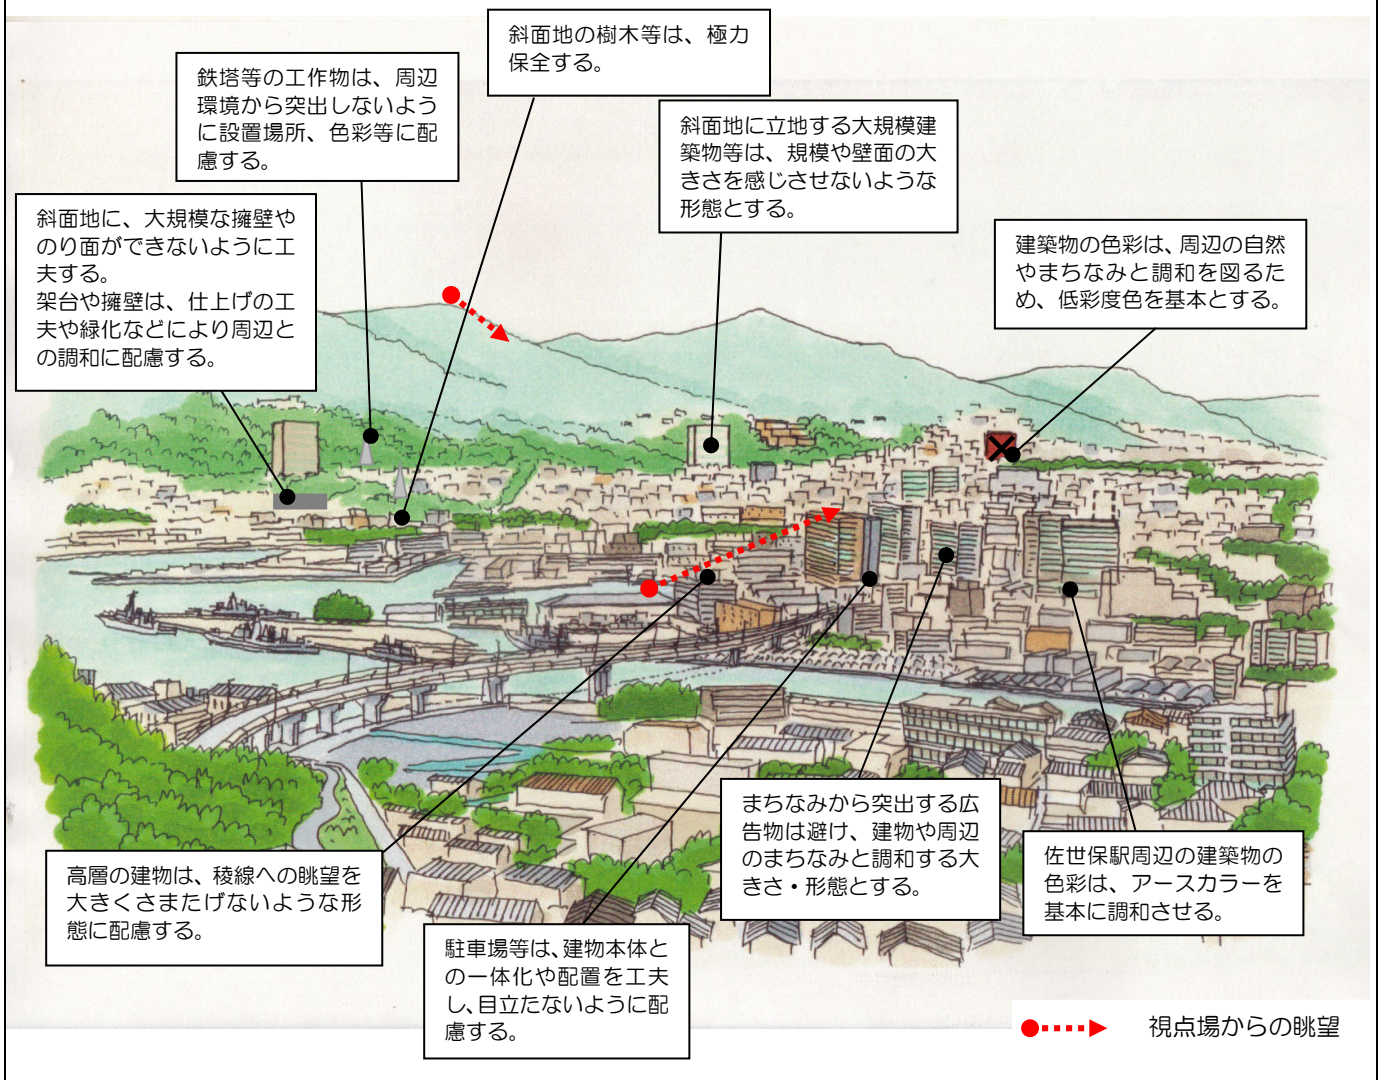 斜面地の樹木等は、極力
保全する。
鉄塔等の工作物は、周辺
環境から突出しないよう
に設置場所、色彩等に配
慮する。
斜面地に立地する大規模建
築物等は、規模や壁面の大
きさを感じさせないような
形態とする。
斜面地に、大規模な擁壁や
のり面ができないように工
夫する。
架台や擁壁は、仕上げの工
夫や緑化などにより周辺と
の調和に配慮する。
建築物の色彩は、周辺の自然
やまちなみと調和を図るた
め、低彩度色を基本とする。
高層の建物は、稜線への眺望を
大きくさまたげないような形
態に配慮する。
駐車場等は、建物本体と
の一体化や配置を工夫
し、目立たないように配
慮する。
まちなみから突出する広
告物は避け、建物や周辺
のまちなみと調和する大
きさ・形態とする。
佐世保駅周辺の建築物の
色彩は、アースカラーを
基本に調和させる。
視点場からの眺望